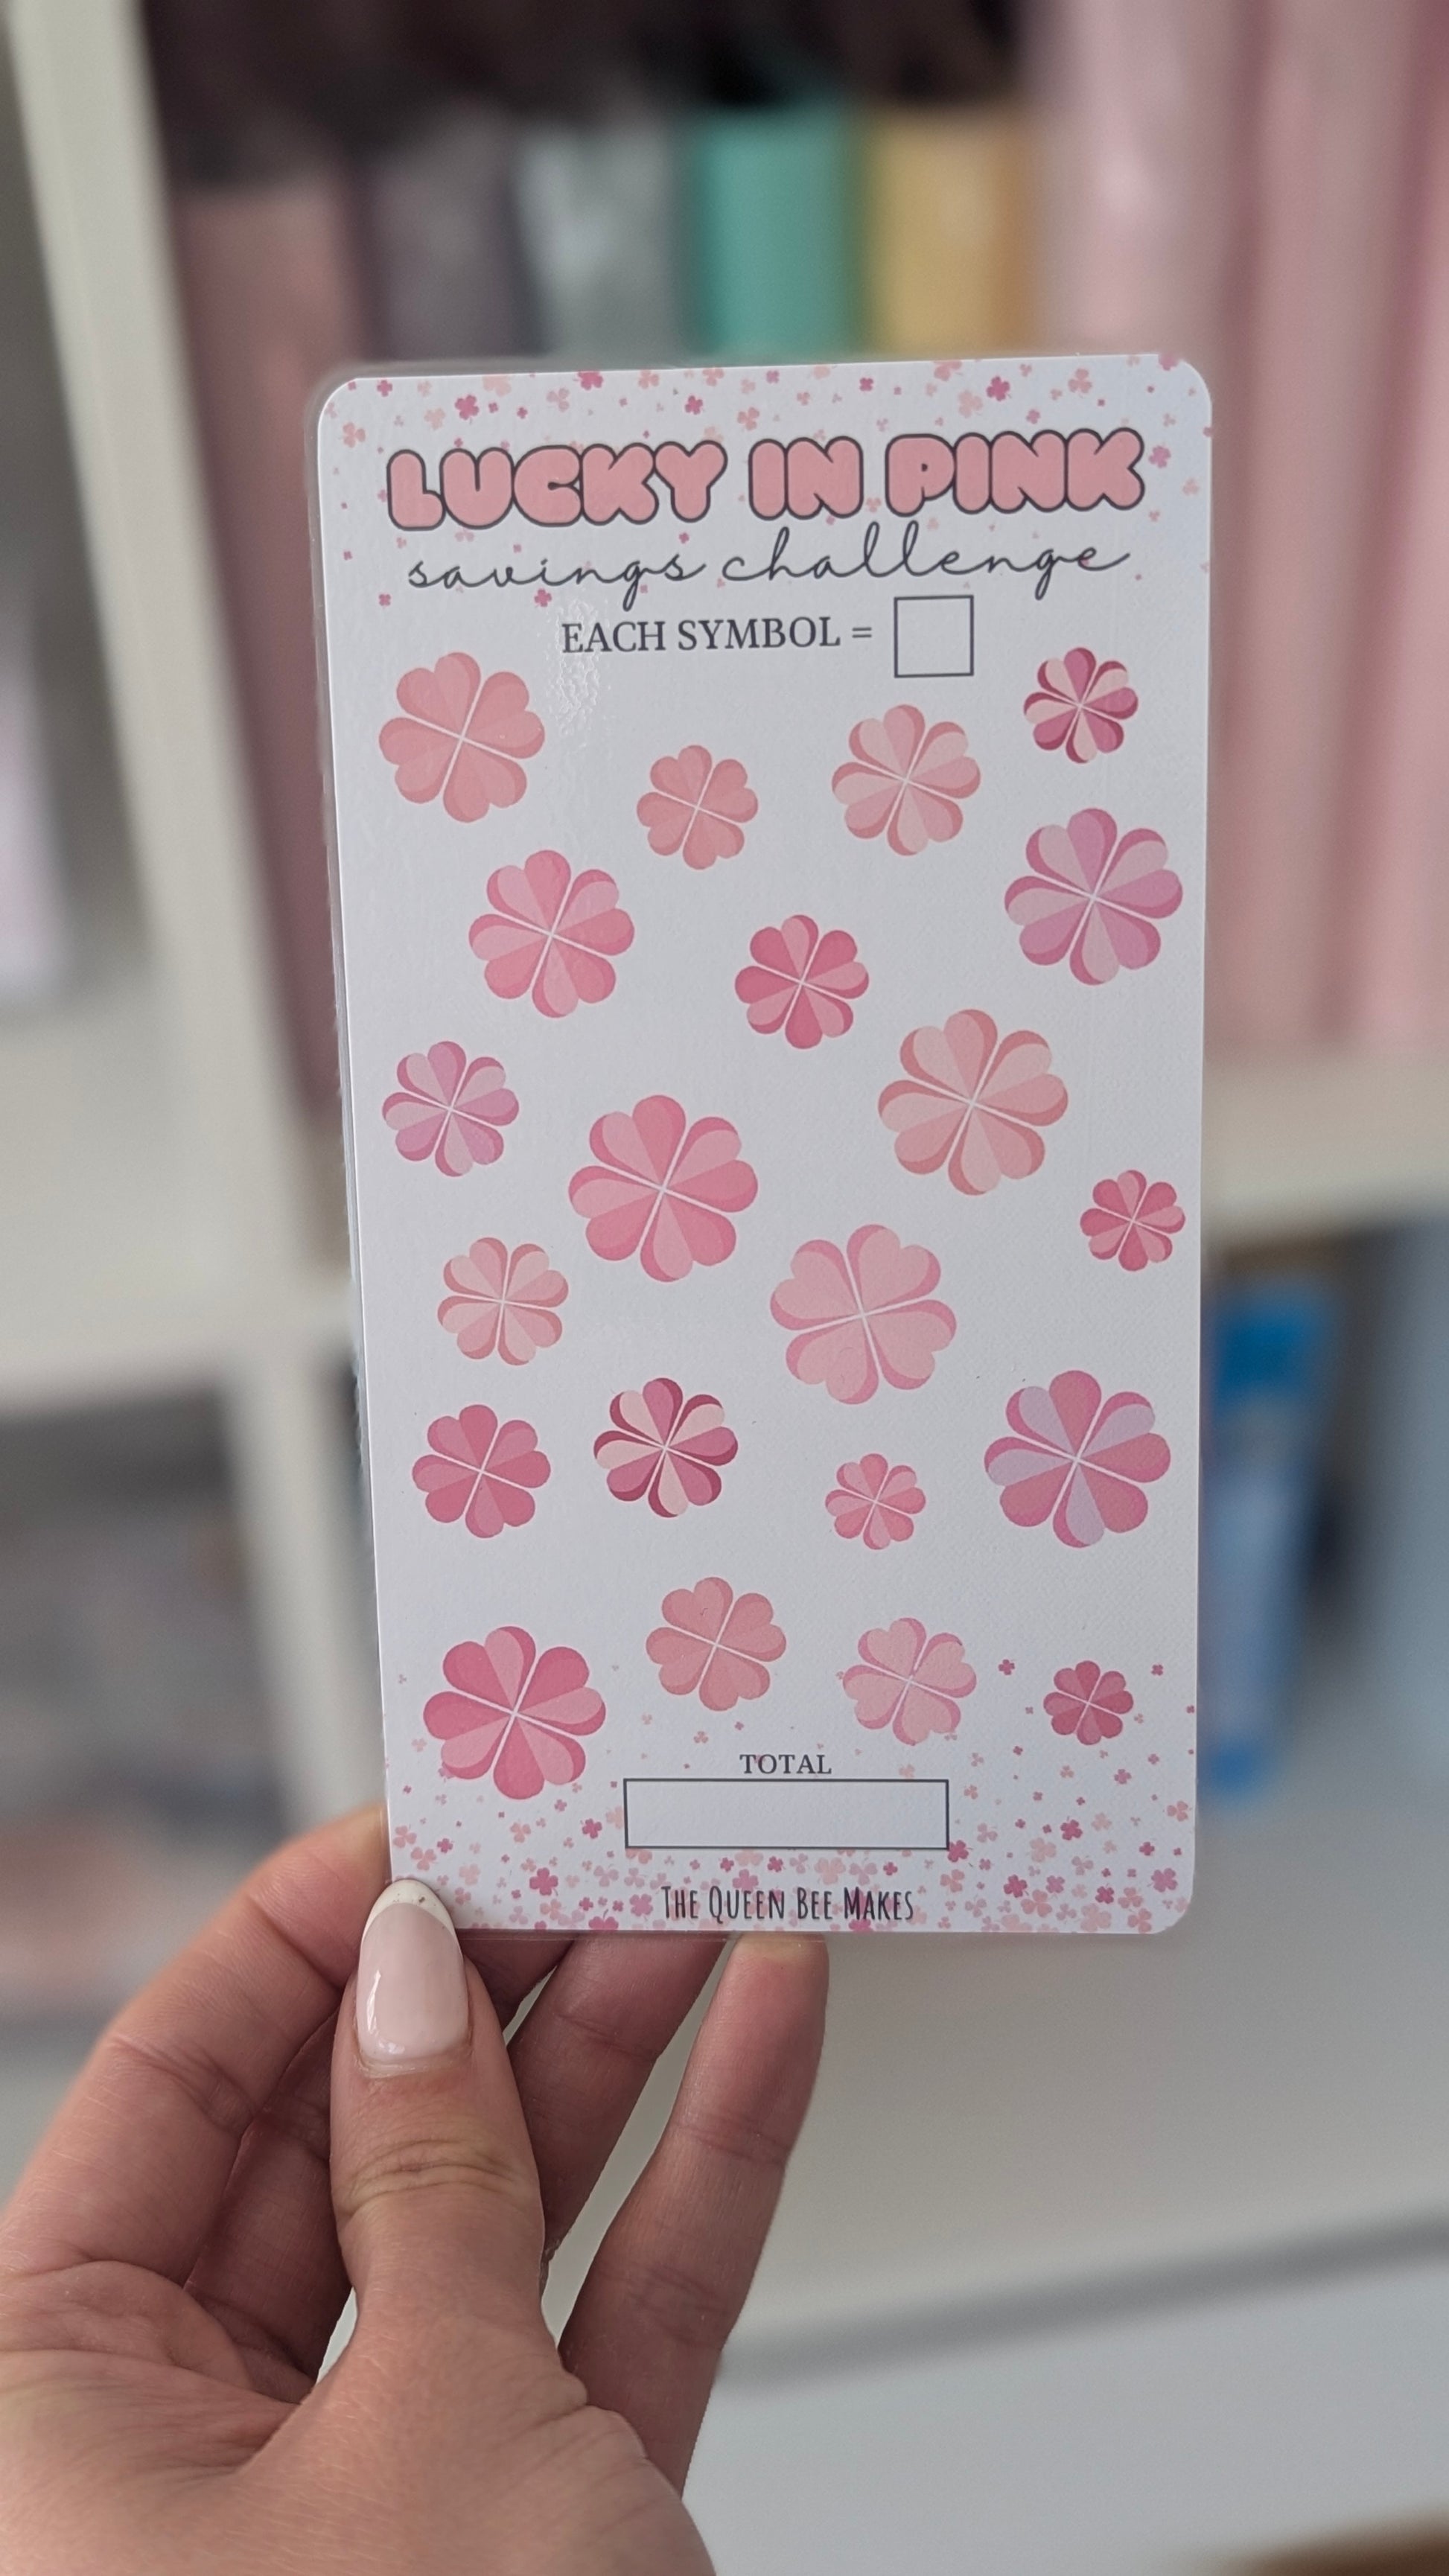 LUCKY IN PINK
savings challenge
EACH SYMBOL =
TOTAL
THE QUEEN BEE MAKES